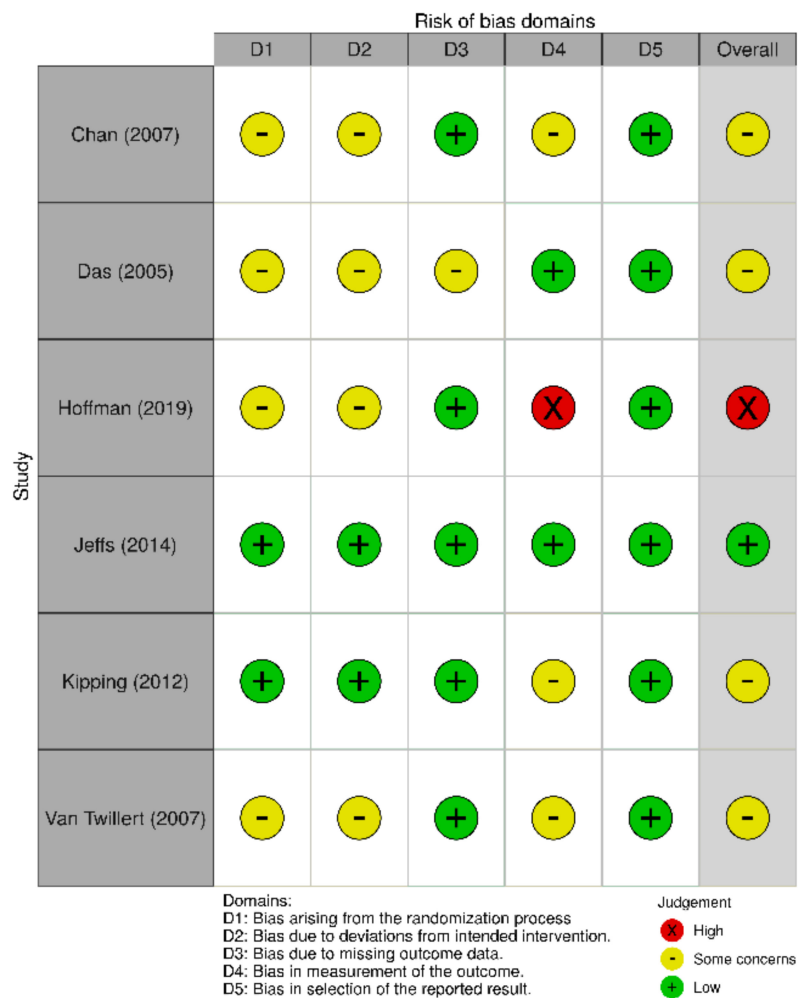 Risk of bias domains
D1 D2 D3 D4 D5 Overall
Study
Chan (2007) - - + - + -
Das (2005) - - - + + -
Hoffman (2019) - - + X + X
Jeffs (2014) + + + + + +
Kipping (2012) + + + - + -
Van Twillert (2007) - - + - + -
Domains:
D1: Bias arising from the randomization process
D2: Bias due to deviations from intended intervention.
D3: Bias due to missing outcome data.
D4: Bias in measurement of the outcome.
D5: Bias in selection of the reported result.
Judgement
X High
- Some concerns
+ Low